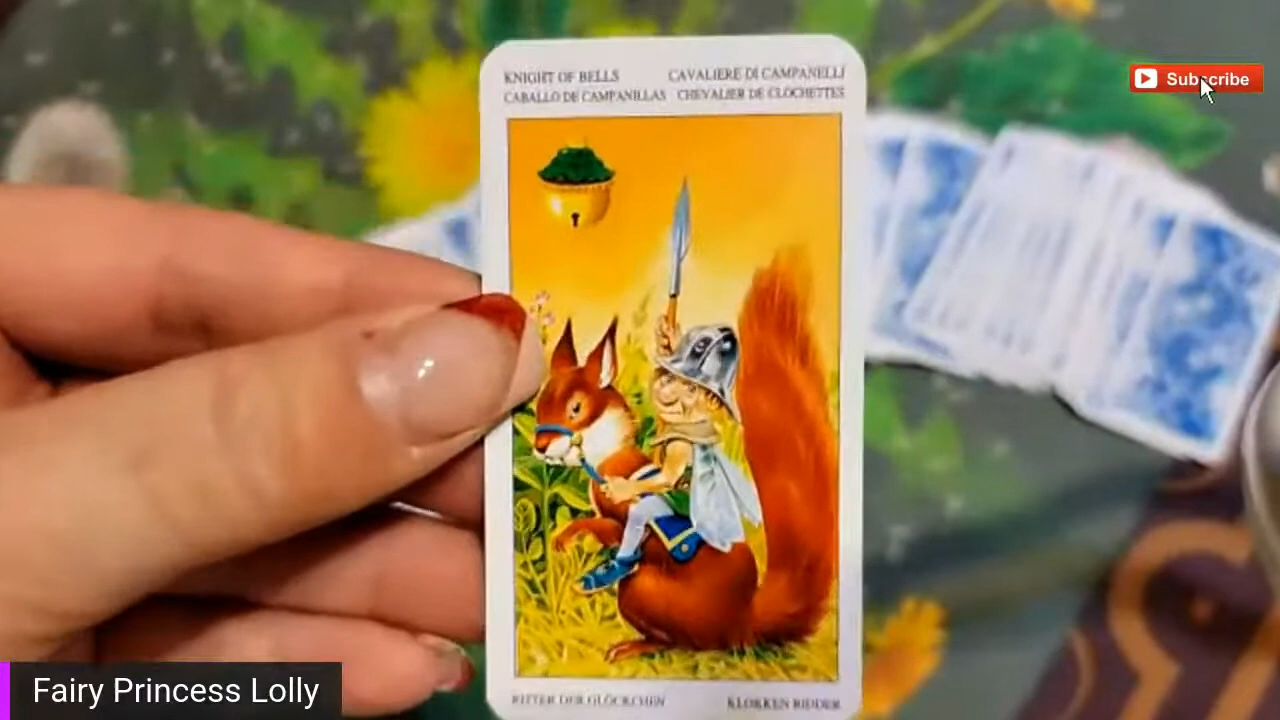 KNIGHT OF BELLS CAVALIERE DI CAMPANELLI
CABALLO DE CAMPANILLAS CHEVALIER DE CLOCHETTES
Subscribe
RITTER DER GLÖCKCHEN KLOKKEN RIDDER
Fairy Princess Lolly